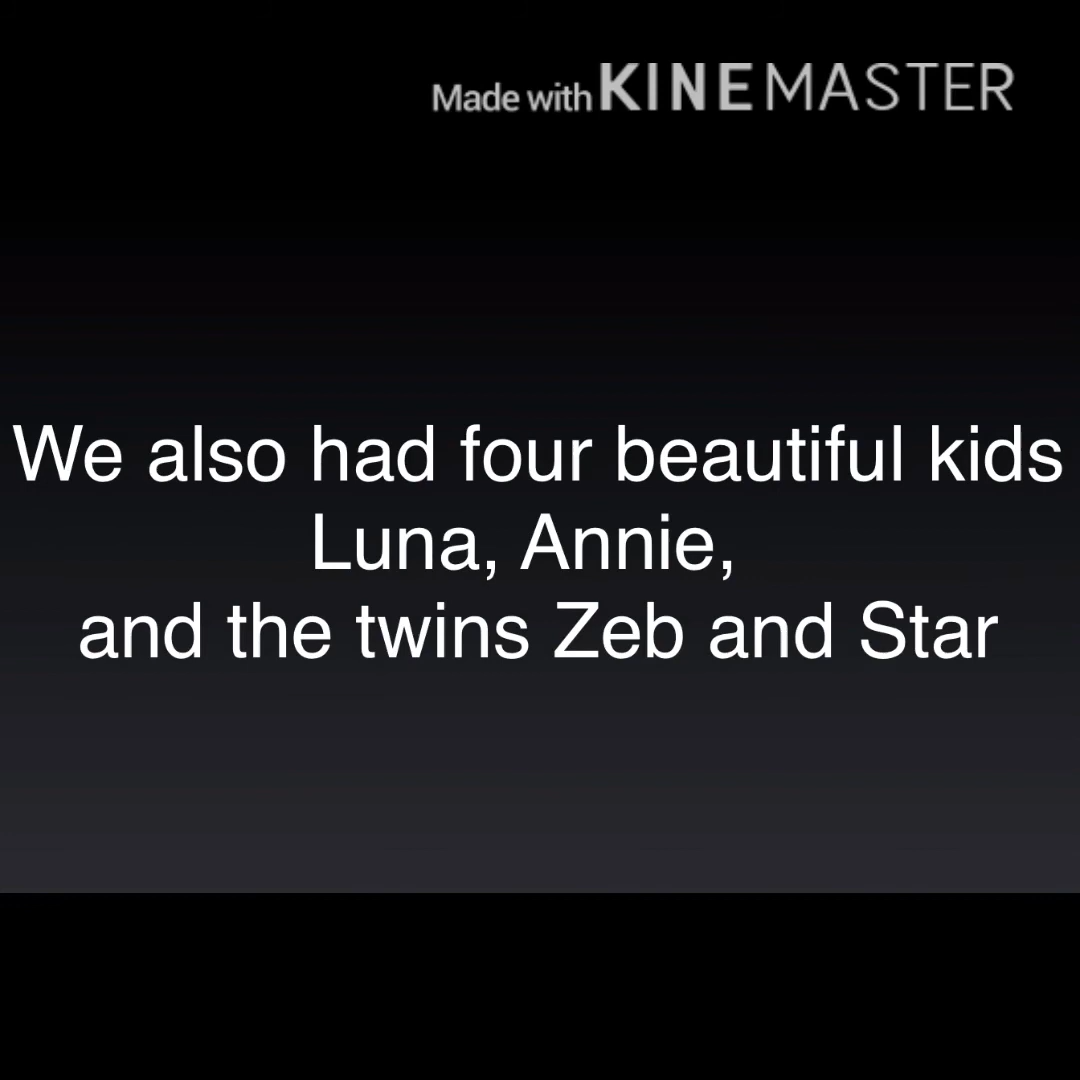 Made with KINEMASTER
We also had four beautiful kids
Luna, Annie,
and the twins Zeb and Star